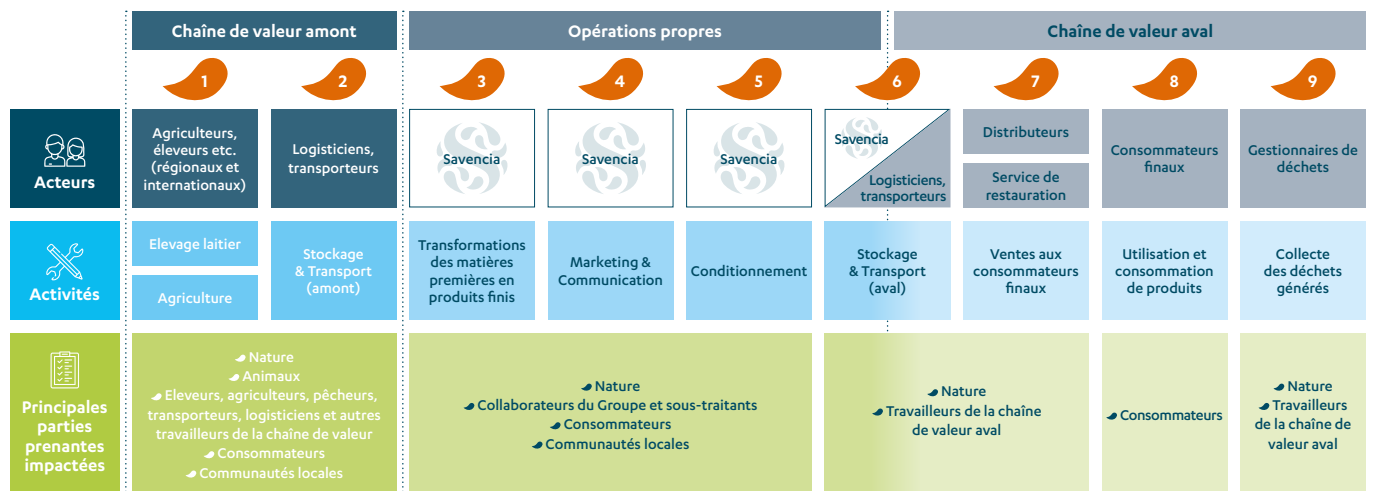 Chaîne de valeur amont
Opérations propres
Chaîne de valeur aval
1
2
3
4
5
6
7
8
9
Acteurs
Agriculteurs,
éleveurs etc.
(régionaux et
internationaux)
Logisticiens,
transporteurs
Savencia
Savencia
Savencia
Savencia
Logisticiens,
transporteurs
Distributeurs
Service de
restauration
Consommateurs
finaux
Gestionnaires de
déchets
Activités
Elevage laitier
Agriculture
Stockage
& Transport
(amont)
Transformations
des matières
premières en
produits finis
Marketing &
Communication
Conditionnement
Stockage
& Transport
(aval)
Ventes aux
consommateurs
finaux
Utilisation et
consommation
de produits
Collecte
des déchets
générés
Principales
parties
prenantes
impactées
Nature
Animaux
Eleveurs, agriculteurs, pêcheurs,
transporteurs, logisticiens et autres
travailleurs de la chaîne de valeur
Consommateurs
Communautés locales
Nature
Collaborateurs du Groupe et sous-traitants
Consommateurs
Communautés locales
Nature
Travailleurs de la chaîne
de valeur aval
Consommateurs
Nature
Travailleurs
de la chaîne de
valeur aval